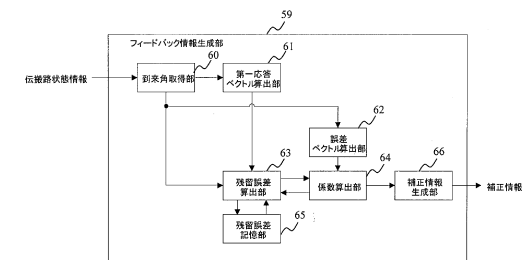 59
フィードバック情報生成部
60
61
伝搬路状態情報
到来角取得部
第一応答
ベクトル算出部
62
誤差
ベクトル算出部
63
64
66
残留誤差
算出部
係数算出部
補正情報
生成部
補正情報
65
残留誤差
記憶部